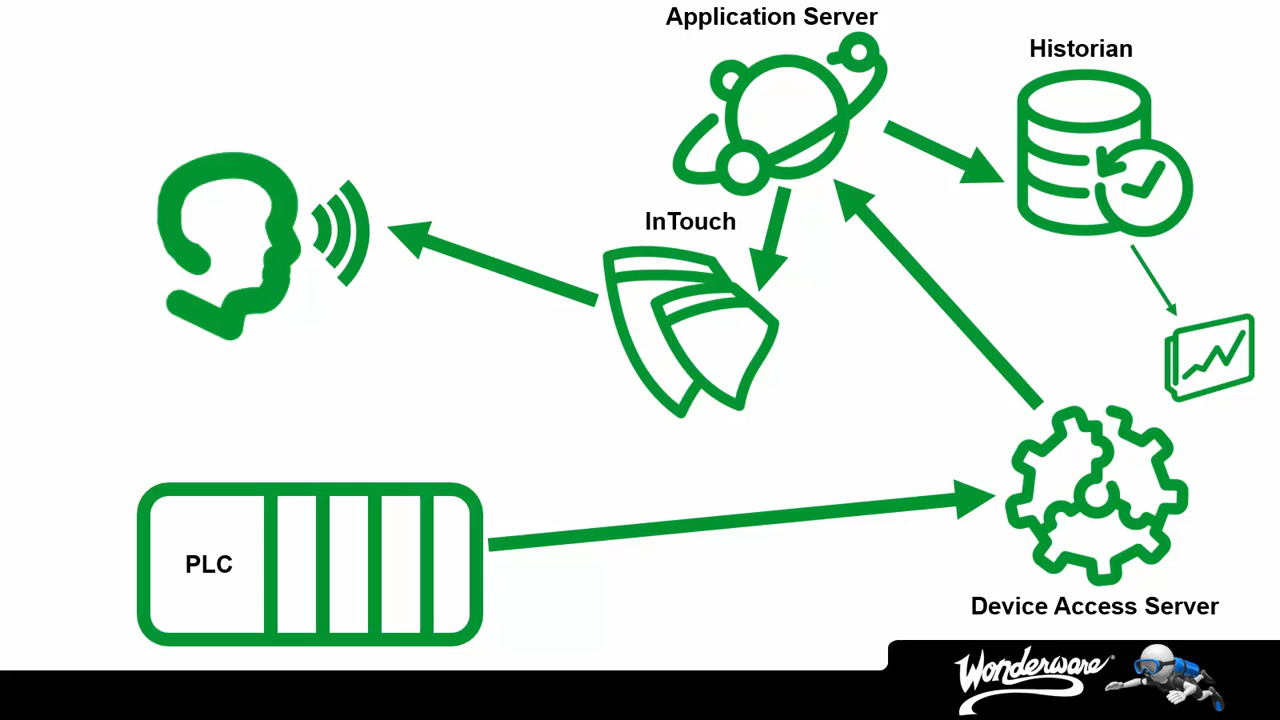 Application Server
Historian
InTouch
PLC
Device Access Server
Wonderware